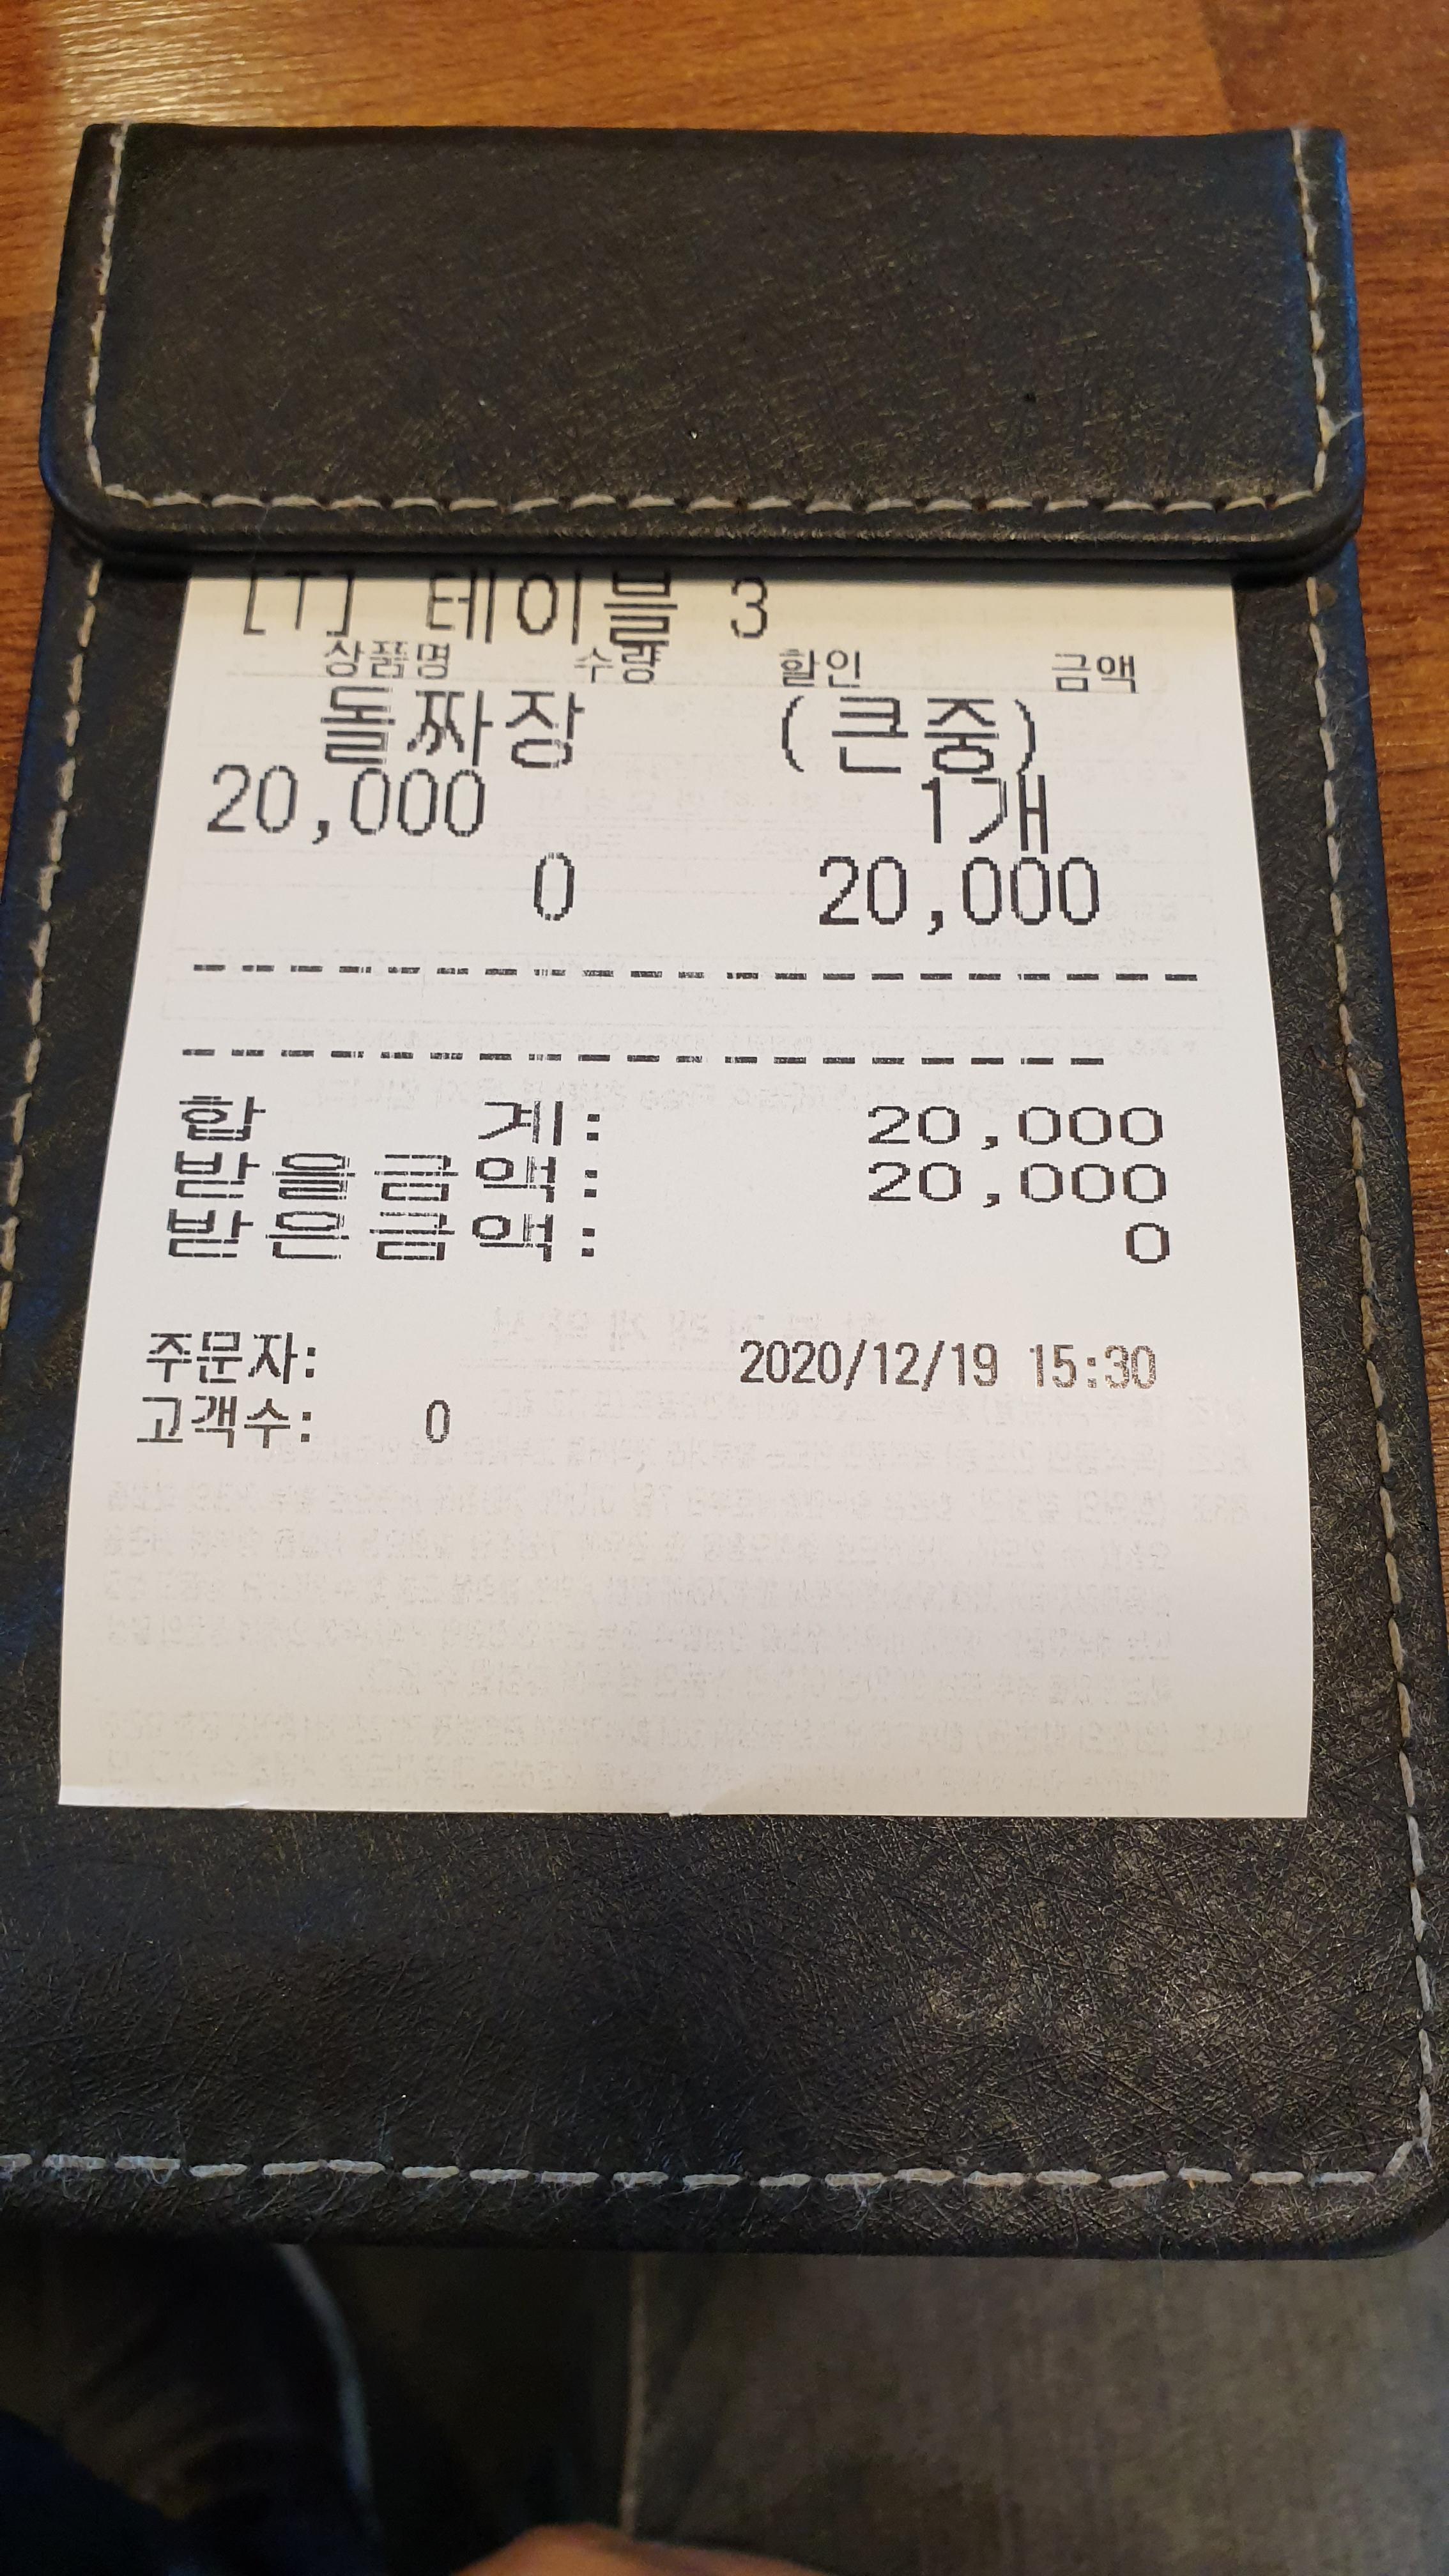 [T] 테이블 3
상품명 수량 할인 금액
돌짜장 (큰중)
20,000 1개
0 20,000
--------------------
-------------------
합 계: 20,000
받을금액: 20,000
받은금액: 0
주문자: 2020/12/19 15:30
고객수: 0